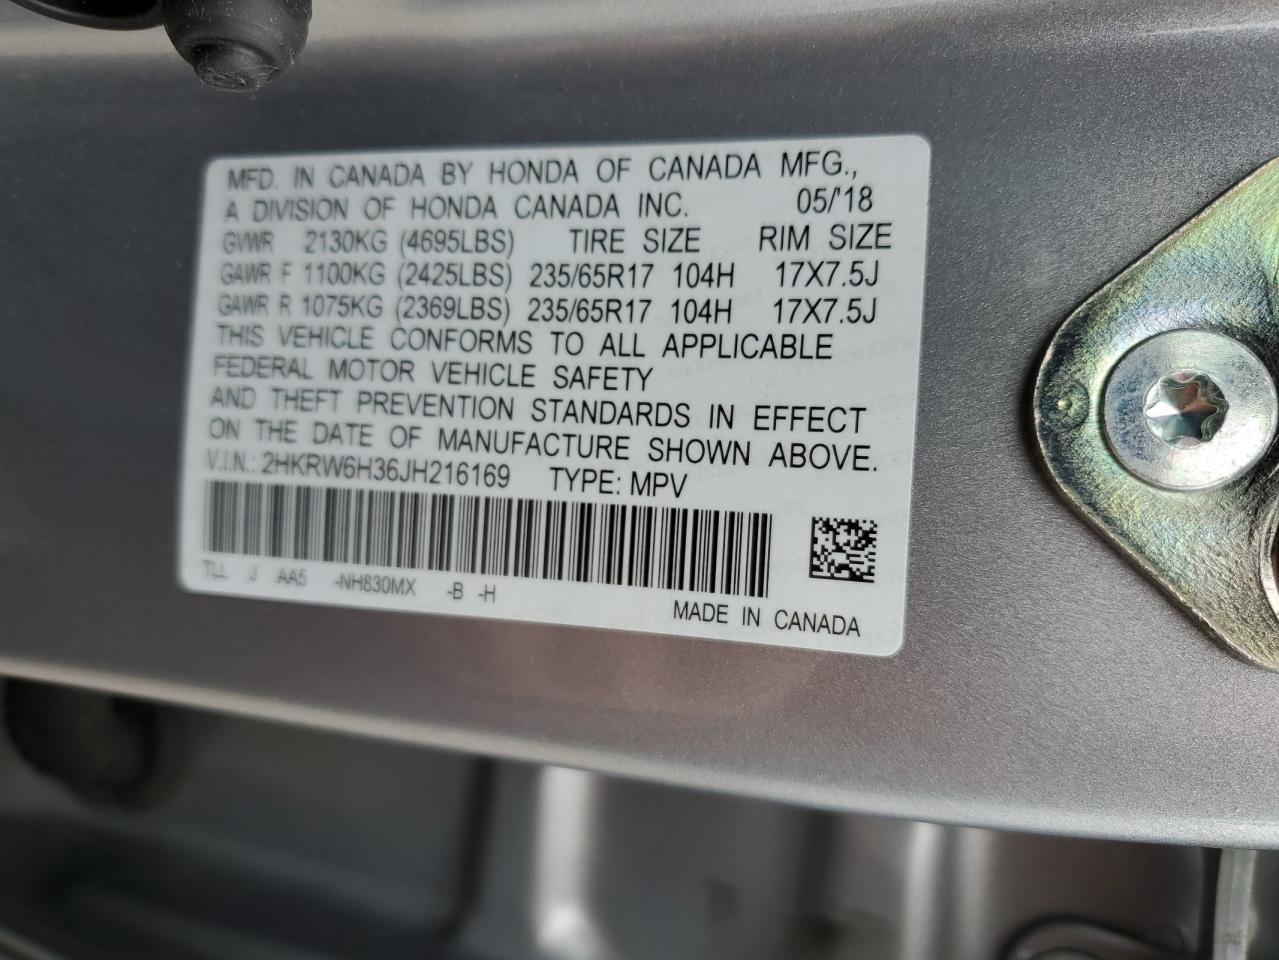 MFD. IN CANADA BY HONDA OF CANADA MFG.,
A DIVISION OF HONDA CANADA INC. 05/'18
GVWR 2130KG (4695LBS) TIRE SIZE RIM SIZE
GAWR F 1100KG (2425LBS) 235/65R17 104H 17X7.5J
GAWR R 1075KG (2369LBS) 235/65R17 104H 17X7.5J
THIS VEHICLE CONFORMS TO ALL APPLICABLE
FEDERAL MOTOR VEHICLE SAFETY
AND THEFT PREVENTION STANDARDS IN EFFECT
ON THE DATE OF MANUFACTURE SHOWN ABOVE.
V.I.N.: 2HKRW6H36JH216169 TYPE: MPV
TLL J AA5 -NH830MX -B -H
MADE IN CANADA